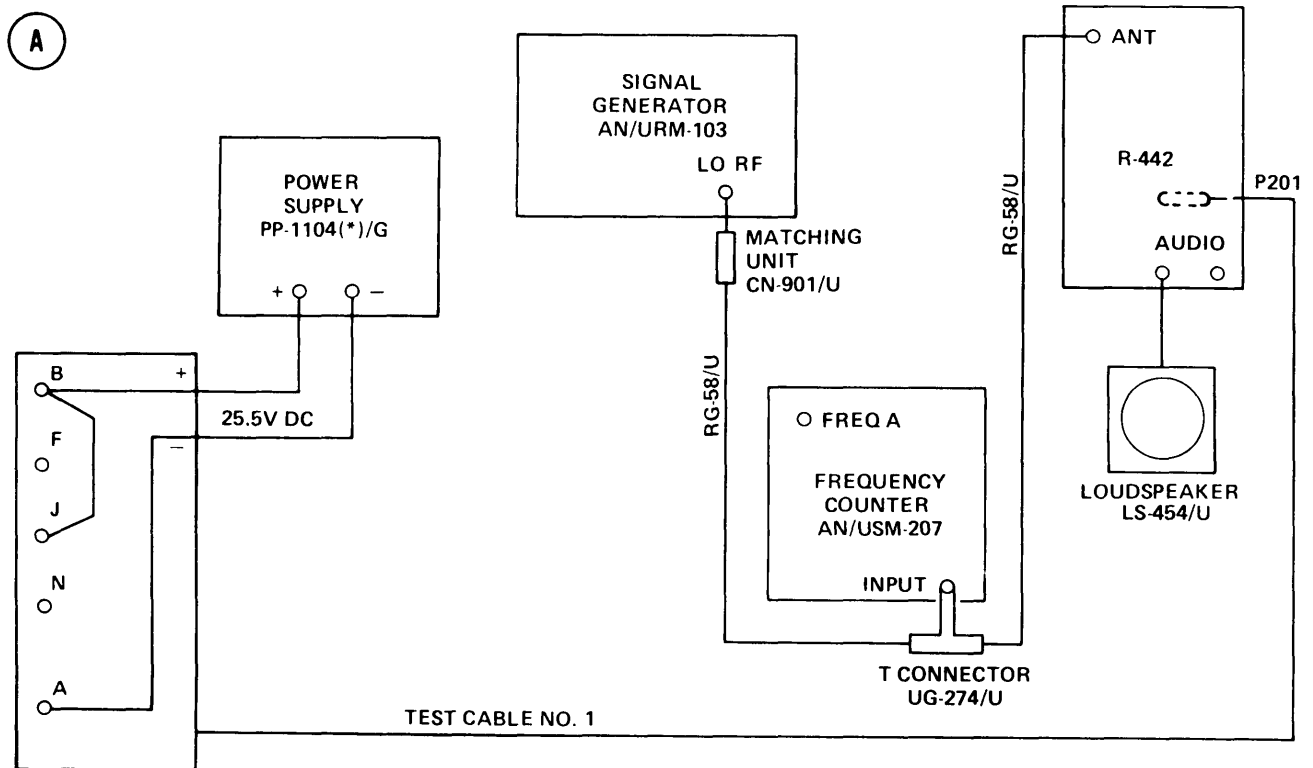 A
POWER
SUPPLY
PP-1104(*)/G
+ −
SIGNAL
GENERATOR
AN/URM-103
LO RF
MATCHING
UNIT
CN-901/U
RG-58/U
FREQ A
FREQUENCY
COUNTER
AN/USM-207
INPUT
T CONNECTOR
UG-274/U
RG-58/U
ANT
R-442
P201
AUDIO
LOUDSPEAKER
LS-454/U
B
+
25.5V DC
−
F
J
N
A
TEST CABLE NO. 1